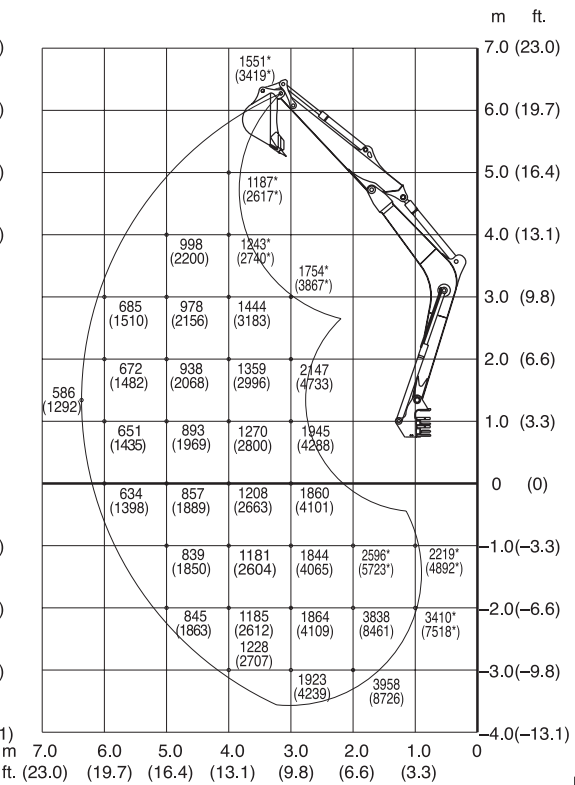 m ft.
) 7.0 (23.0)
1551*
(3419*)
) 6.0 (19.7)
) 5.0 (16.4)
1187*
(2617*)
) 4.0 (13.1)
998 1243*
(2200) (2740*)
1754*
(3867*)
3.0 (9.8)
685 978 1444
(1510) (2156) (3183)
2.0 (6.6)
672 938 1359 2147
(1482) (2068) (2996) (4733)
586
(1292)
1.0 (3.3)
651 893 1270 1945
(1435) (1969) (2800) (4288)
0 (0)
634 857 1208 1860
(1398) (1889) (2663) (4101)
) –1.0(–3.3)
839 1181 1844 2596* 2219*
(1850) (2604) (4065) (5723*) (4892*)
) –2.0(–6.6)
845 1185 1864 3838 3410*
(1863) (2612) (4109) (8461) (7518*)
1228
(2707)
) –3.0(–9.8)
1923 3958
(4239) (8726)
1) –4.0(–13.1)
m 7.0 6.0 5.0 4.0 3.0 2.0 1.0 0
ft. (23.0) (19.7) (16.4) (13.1) (9.8) (6.6) (3.3)